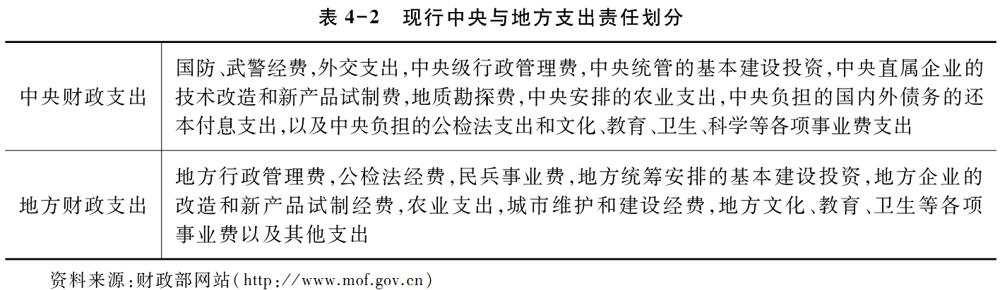 表 4-2 现行中央与地方支出责任划分
国防、武警经费,外交支出,中央级行政管理费,中央统管的基本建设投资,中央直属企业的
中央财政支出 技术改造和新产品试制费,地质勘探费,中央安排的农业支出,中央负担的国内外债务的还
本付息支出,以及中央负担的公检法支出和文化、教育、卫生、科学等各项事业费支出
地方行政管理费,公检法经费,民兵事业费,地方统筹安排的基本建设投资,地方企业的
地方财政支出 改造和新产品试制经费,农业支出,城市维护和建设经费,地方文化、教育、卫生等各项
事业费以及其他支出
资料来源:财政部网站(http://www.mof.gov.cn)